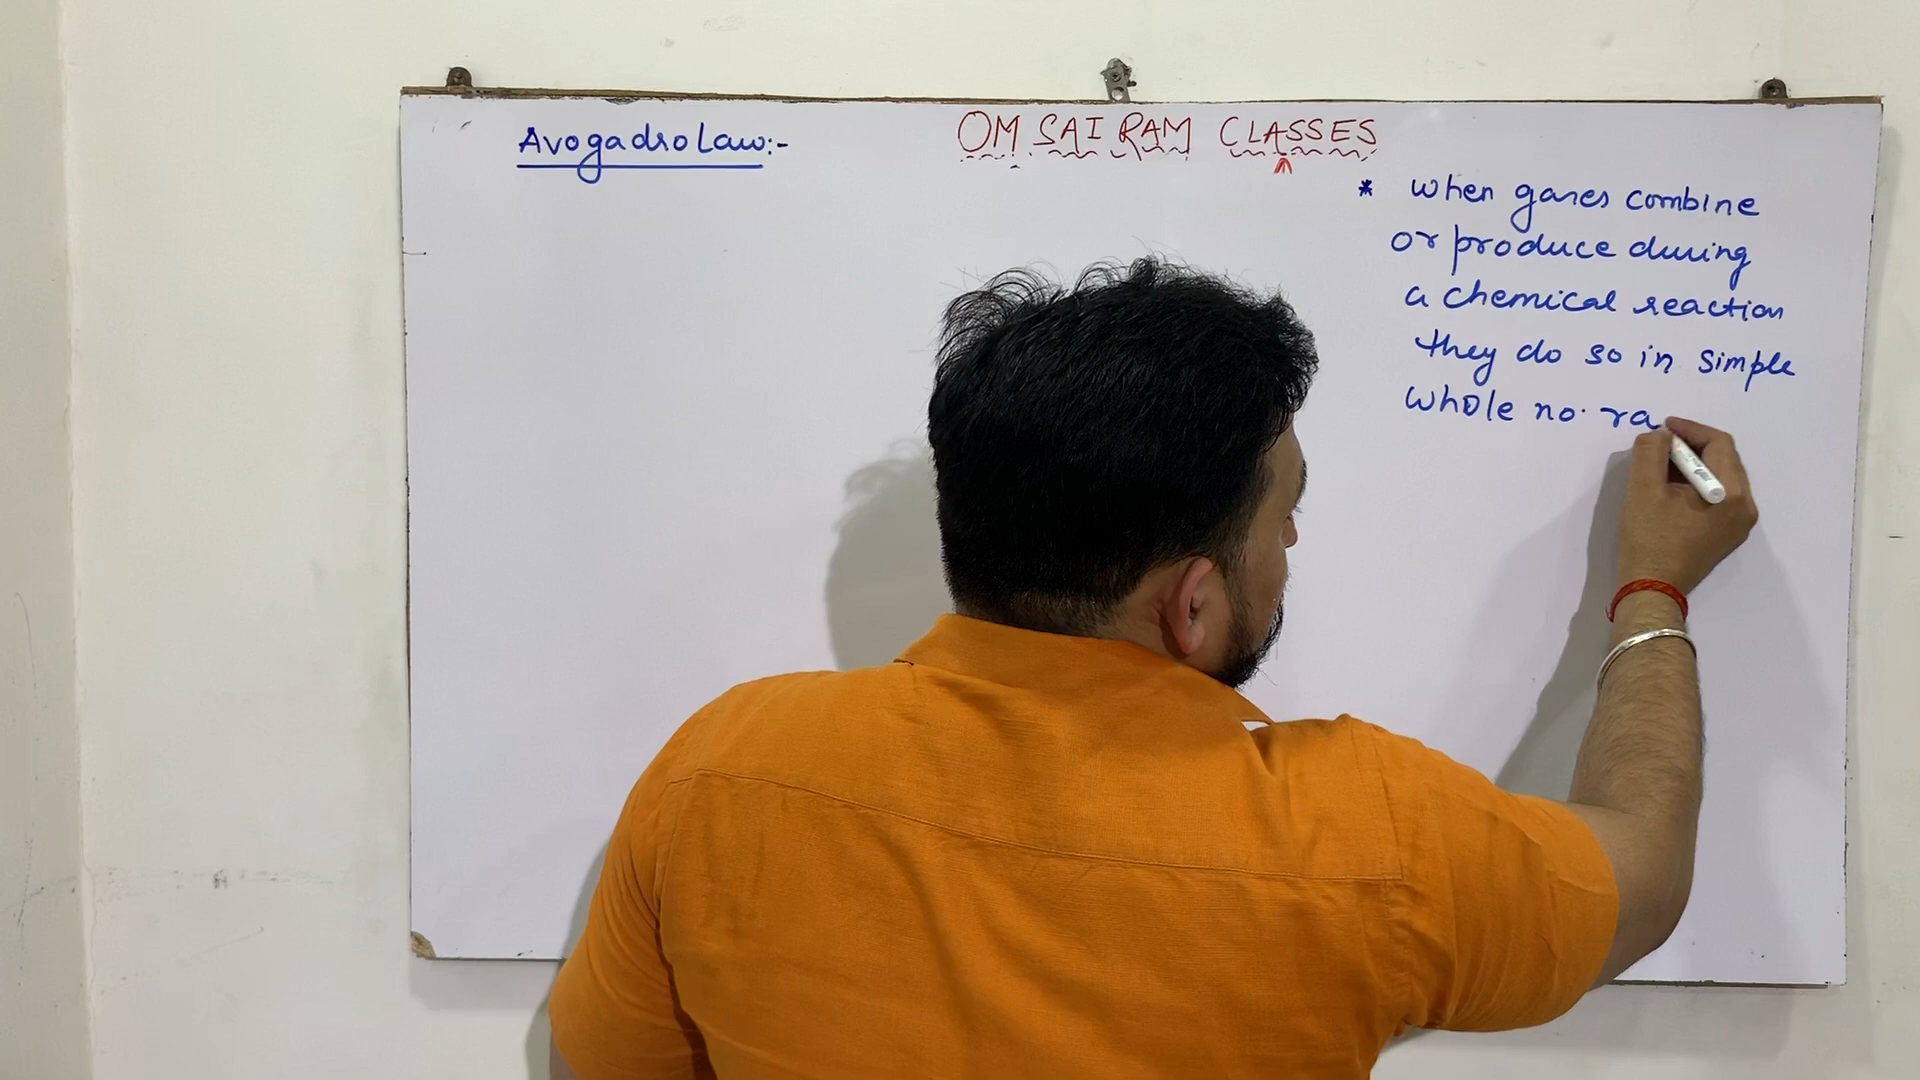 Avogadro Law:-
OM SAI RAM CLASSES
* when gases combine
or produce during
a chemical reaction
they do so in simple
whole no. ra